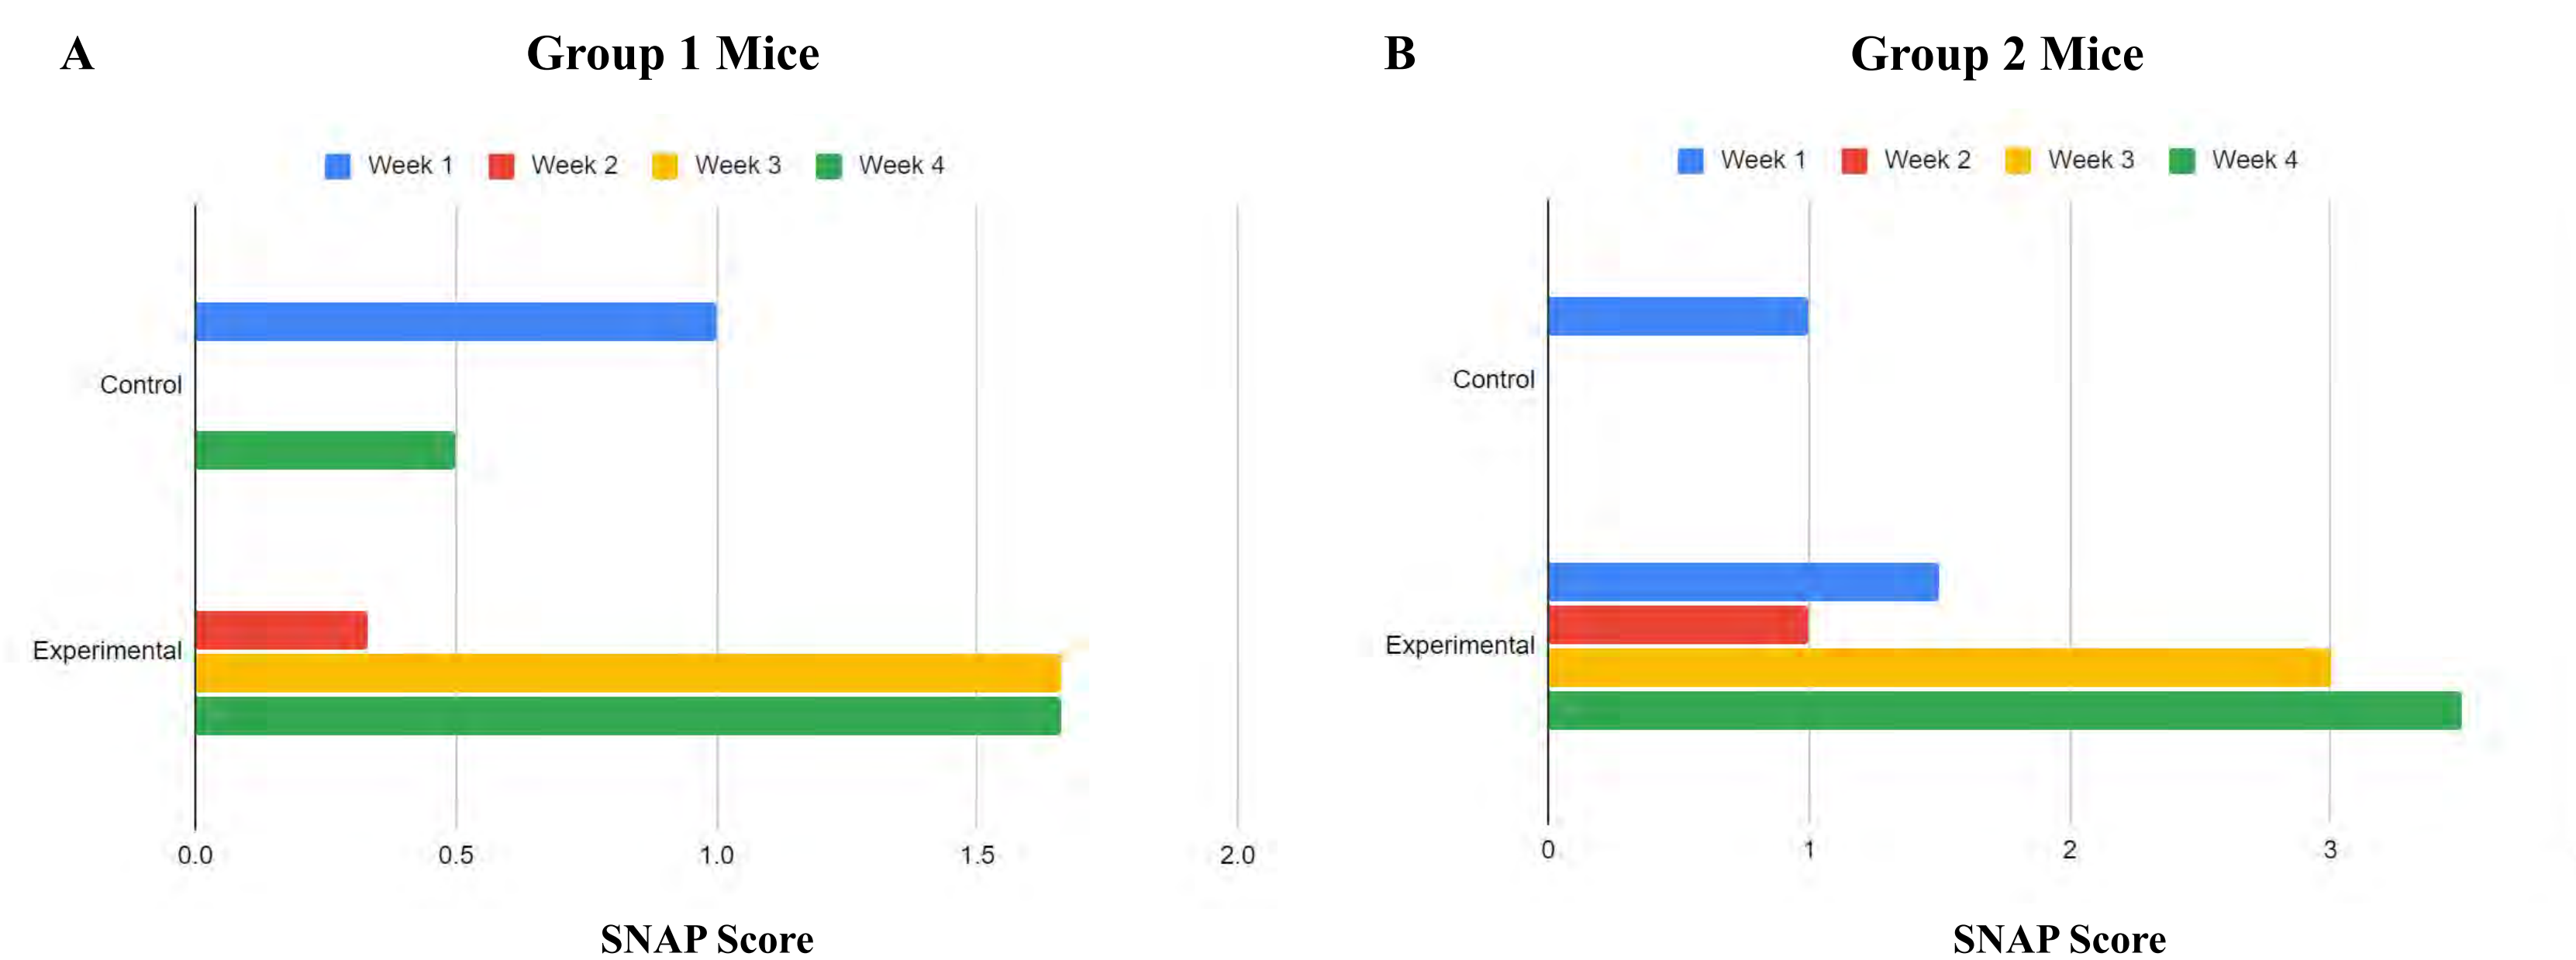 A
Group 1 Mice
Week 1 Week 2 Week 3 Week 4
Control
Experimental
0.0 0.5 1.0 1.5 2.0
SNAP Score
B
Group 2 Mice
Week 1 Week 2 Week 3 Week 4
Control
Experimental
0 1 2 3
SNAP Score